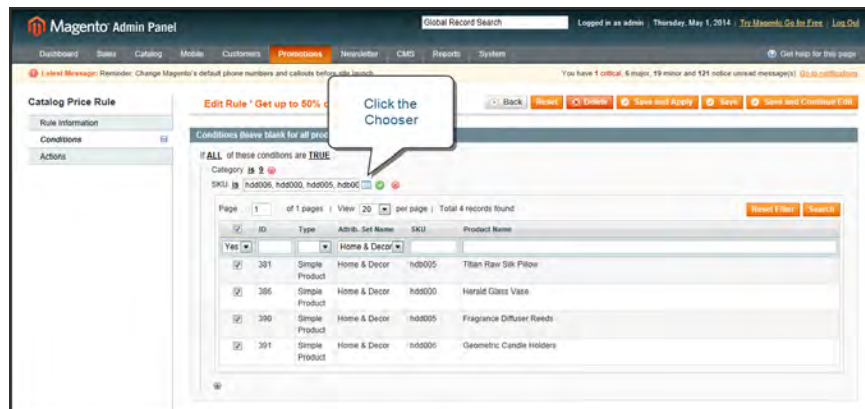 Magento Admin Panel
Global Record Search
Logged in as admin | Thursday, May 1, 2014 | Try Magento Go for Free | Log Out
Dashboard Sales Catalog Mobile Customers Promotions Newsletter CMS Reports System
Get help for this page
Latest Message: Reminder: Change Magento's default phone numbers and callouts before site launch
You have 1 critical, 6 major, 19 minor and 121 notice unread message(s). Go to notifications
Catalog Price Rule
Rule Information
Conditions
Actions
Edit Rule ' Get up to 50% o
Back Reset Delete Save and Apply Save Save and Continue Edit
Click the
Chooser
Conditions (leave blank for all proc
If ALL of these conditions are TRUE
Category is 9
SKU is hdd006, hdd000, hdd005, hdb00
Page 1 of 1 pages | View 20 per page | Total 4 records found
Reset Filter Search
ID Type Attrib. Set Name SKU Product Name
Yes Home & Decor
381 Simple Product Home & Decor hdb005 Titian Raw Silk Pillow
386 Simple Product Home & Decor hdd000 Herald Glass Vase
390 Simple Product Home & Decor hdd005 Fragrance Diffuser Reeds
391 Simple Product Home & Decor hdd006 Geometric Candle Holders